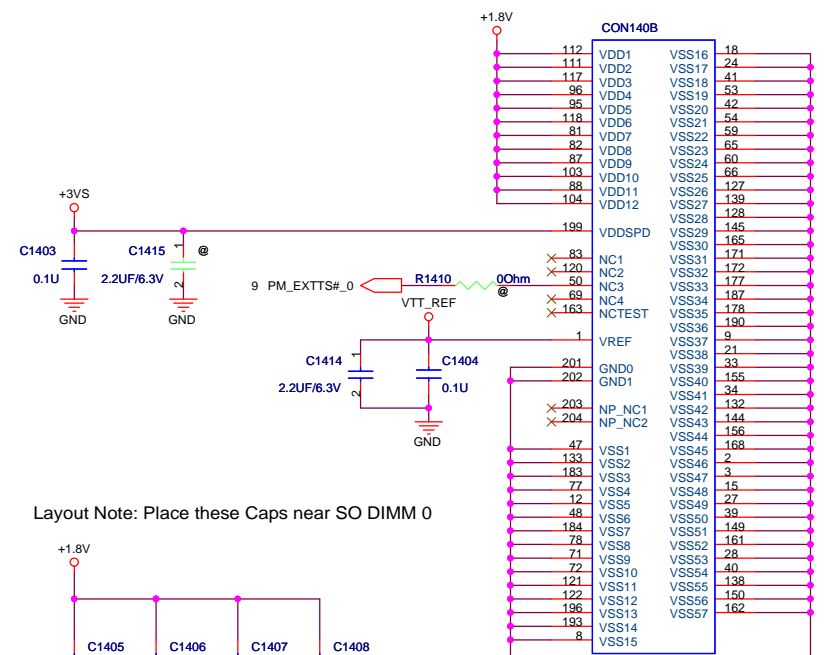 +1.8V
CON140B
112 VDD1 VSS16 18
111 VDD2 VSS17 24
117 VDD3 VSS18 41
96 VDD4 VSS19 53
95 VDD5 VSS20 42
118 VDD6 VSS21 54
81 VDD7 VSS22 59
82 VDD8 VSS23 65
87 VDD9 VSS24 60
103 VDD10 VSS25 66
88 VDD11 VSS26 127
104 VDD12 VSS27 139
VSS28 128
199 VDDSPD VSS29 145
VSS30 165
83 NC1 VSS31 171
120 NC2 VSS32 172
50 NC3 VSS33 177
69 NC4 VSS34 187
163 NCTEST VSS35 178
VSS36 190
1 VREF VSS37 9
VSS38 21
201 GND0 VSS39 33
202 GND1 VSS40 155
VSS41 34
203 NP_NC1 VSS42 132
204 NP_NC2 VSS43 144
VSS44 156
47 VSS1 VSS45 168
133 VSS2 VSS46 2
183 VSS3 VSS47 3
77 VSS4 VSS48 15
12 VSS5 VSS49 27
48 VSS6 VSS50 39
184 VSS7 VSS51 149
78 VSS8 VSS52 161
71 VSS9 VSS53 28
72 VSS10 VSS54 40
121 VSS11 VSS55 138
122 VSS12 VSS56 150
196 VSS13 VSS57 162
193 VSS14
8 VSS15
+3VS
C1403
0.1U
GND
C1415 1 @
2.2UF/6.3V 2
GND
9 PM_EXTTS#_0
R1410 0Ohm
@
VTT_REF
C1414 1
2.2UF/6.3V 2
C1404
0.1U
GND
Layout Note: Place these Caps near SO DIMM 0
+1.8V
C1405 C1406 C1407 C1408